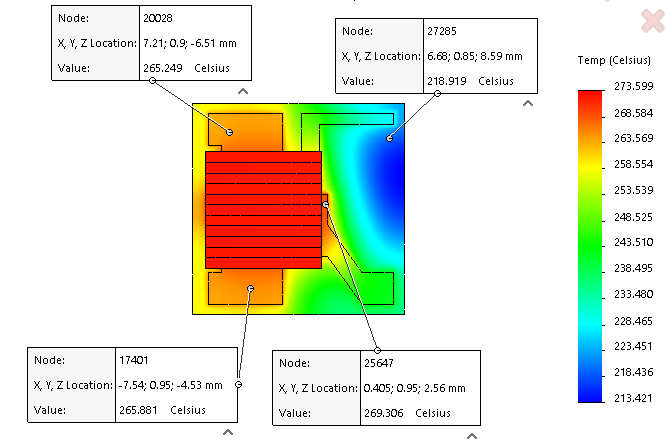 Node: 20028
X, Y, Z Location: 7.21; 0.9; -6.51 mm
Value: 265.249 Celsius
Node: 27285
X, Y, Z Location: 6.68; 0.85; 8.59 mm
Value: 218.919 Celsius
Temp (Celsius)
273.599
268.584
263.569
258.554
253.539
248.525
243.510
238.495
233.480
228.465
223.451
218.436
213.421
Node: 17401
X, Y, Z Location: -7.54; 0.95; -4.53 mm
Value: 265.881 Celsius
Node: 25647
X, Y, Z Location: 0.405; 0.95; 2.56 mm
Value: 269.306 Celsius